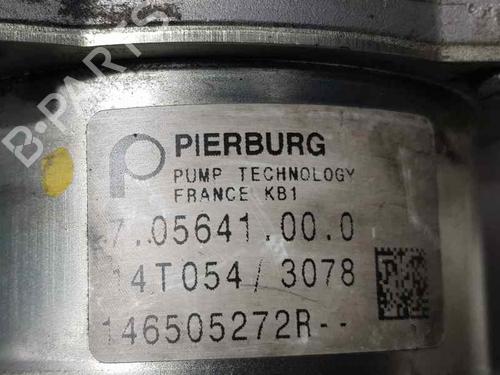 B-PARTS
PIERBURG
PUMP TECHNOLOGY
FRANCE KB1
7.05641.00.0
14T054/3078
146505272R--